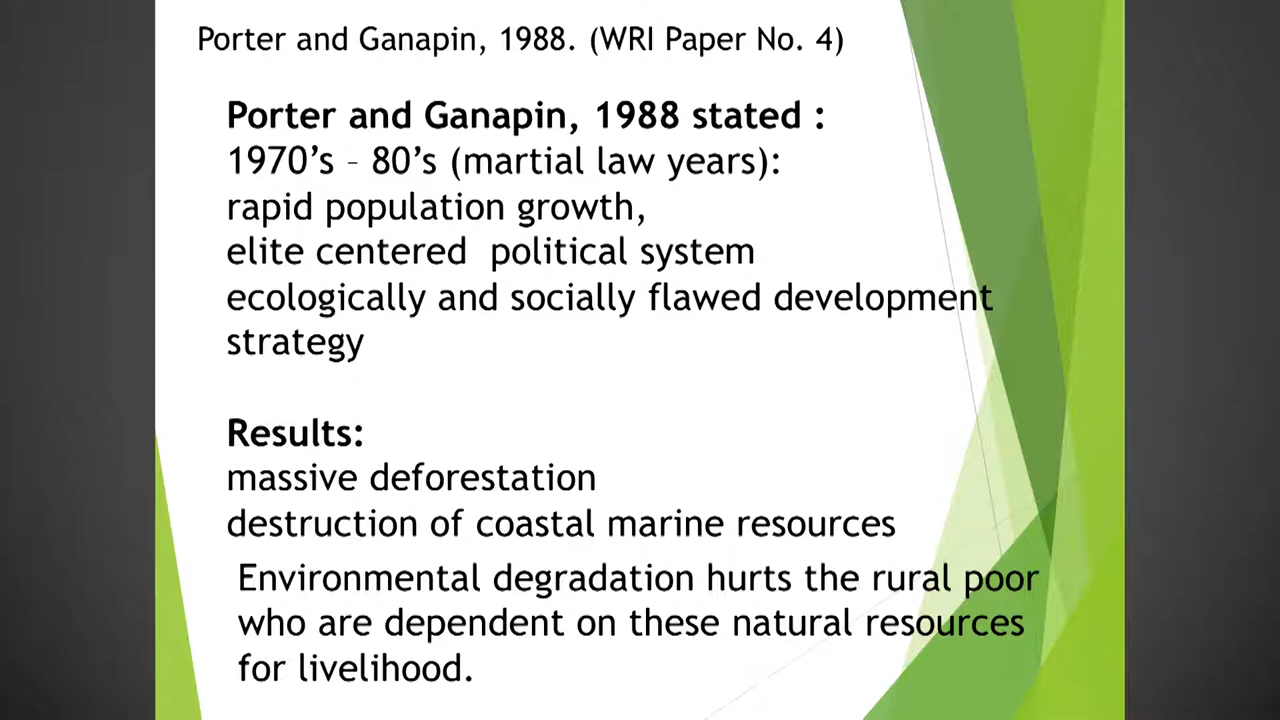 Porter and Ganapin, 1988. (WRI Paper No. 4)
Porter and Ganapin, 1988 stated :
1970’s – 80’s (martial law years):
rapid population growth,
elite centered  political system
ecologically and socially flawed development
strategy
Results:
massive deforestation
destruction of coastal marine resources
Environmental degradation hurts the rural poor
who are dependent on these natural resources
for livelihood.